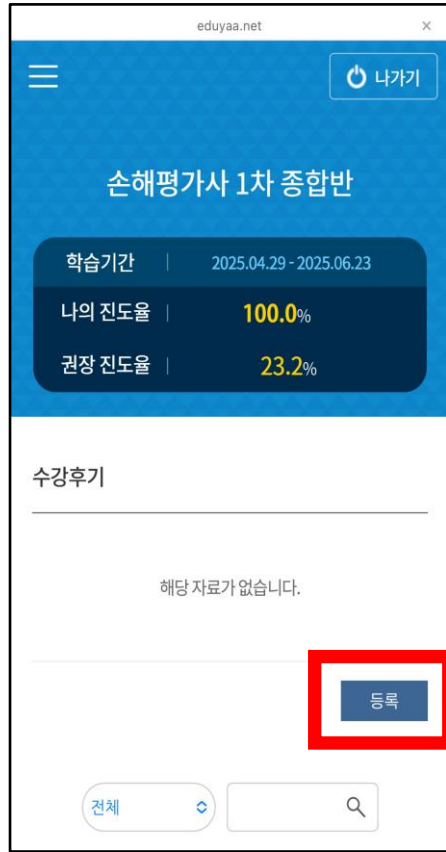 eduyaa.net ×
나가기
손해평가사 1차 종합반
학습기간 | 2025.04.29 - 2025.06.23
나의 진도율 | 100.0%
권장 진도율 | 23.2%
수강후기
해당 자료가 없습니다.
등록
전체